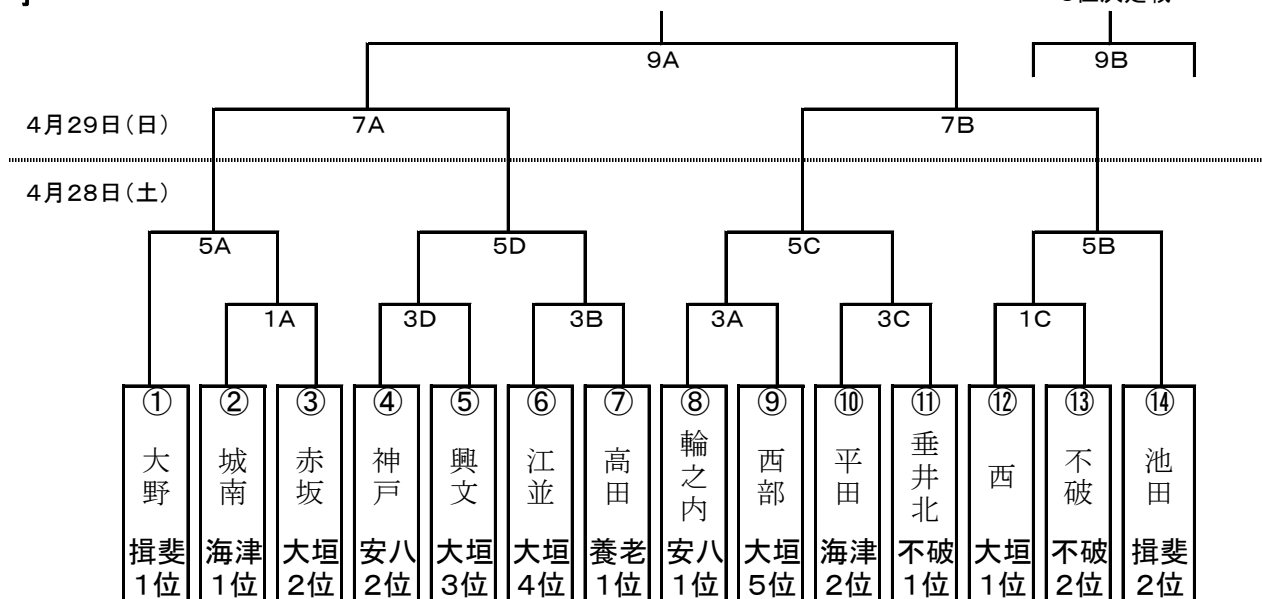 9A
9B
4月29日（日）
7A
7B
4月28日（土）
5A
5D
5C
5B
1A
3D
3B
3A
3C
1C
① ② ③ ④ ⑤ ⑥ ⑦ ⑧ ⑨ ⑩ ⑪ ⑫ ⑬ ⑭
大野 城南 赤坂 神戸 興文 江並 高田 輪之内 西部 平田 垂井北 西 不破 池田
揖斐 海津 大垣 安八 大垣 大垣 養老 安八 大垣 海津 不破 大垣 不破 揖斐
1位 1位 2位 2位 3位 4位 1位 1位 5位 2位 1位 1位 2位 2位